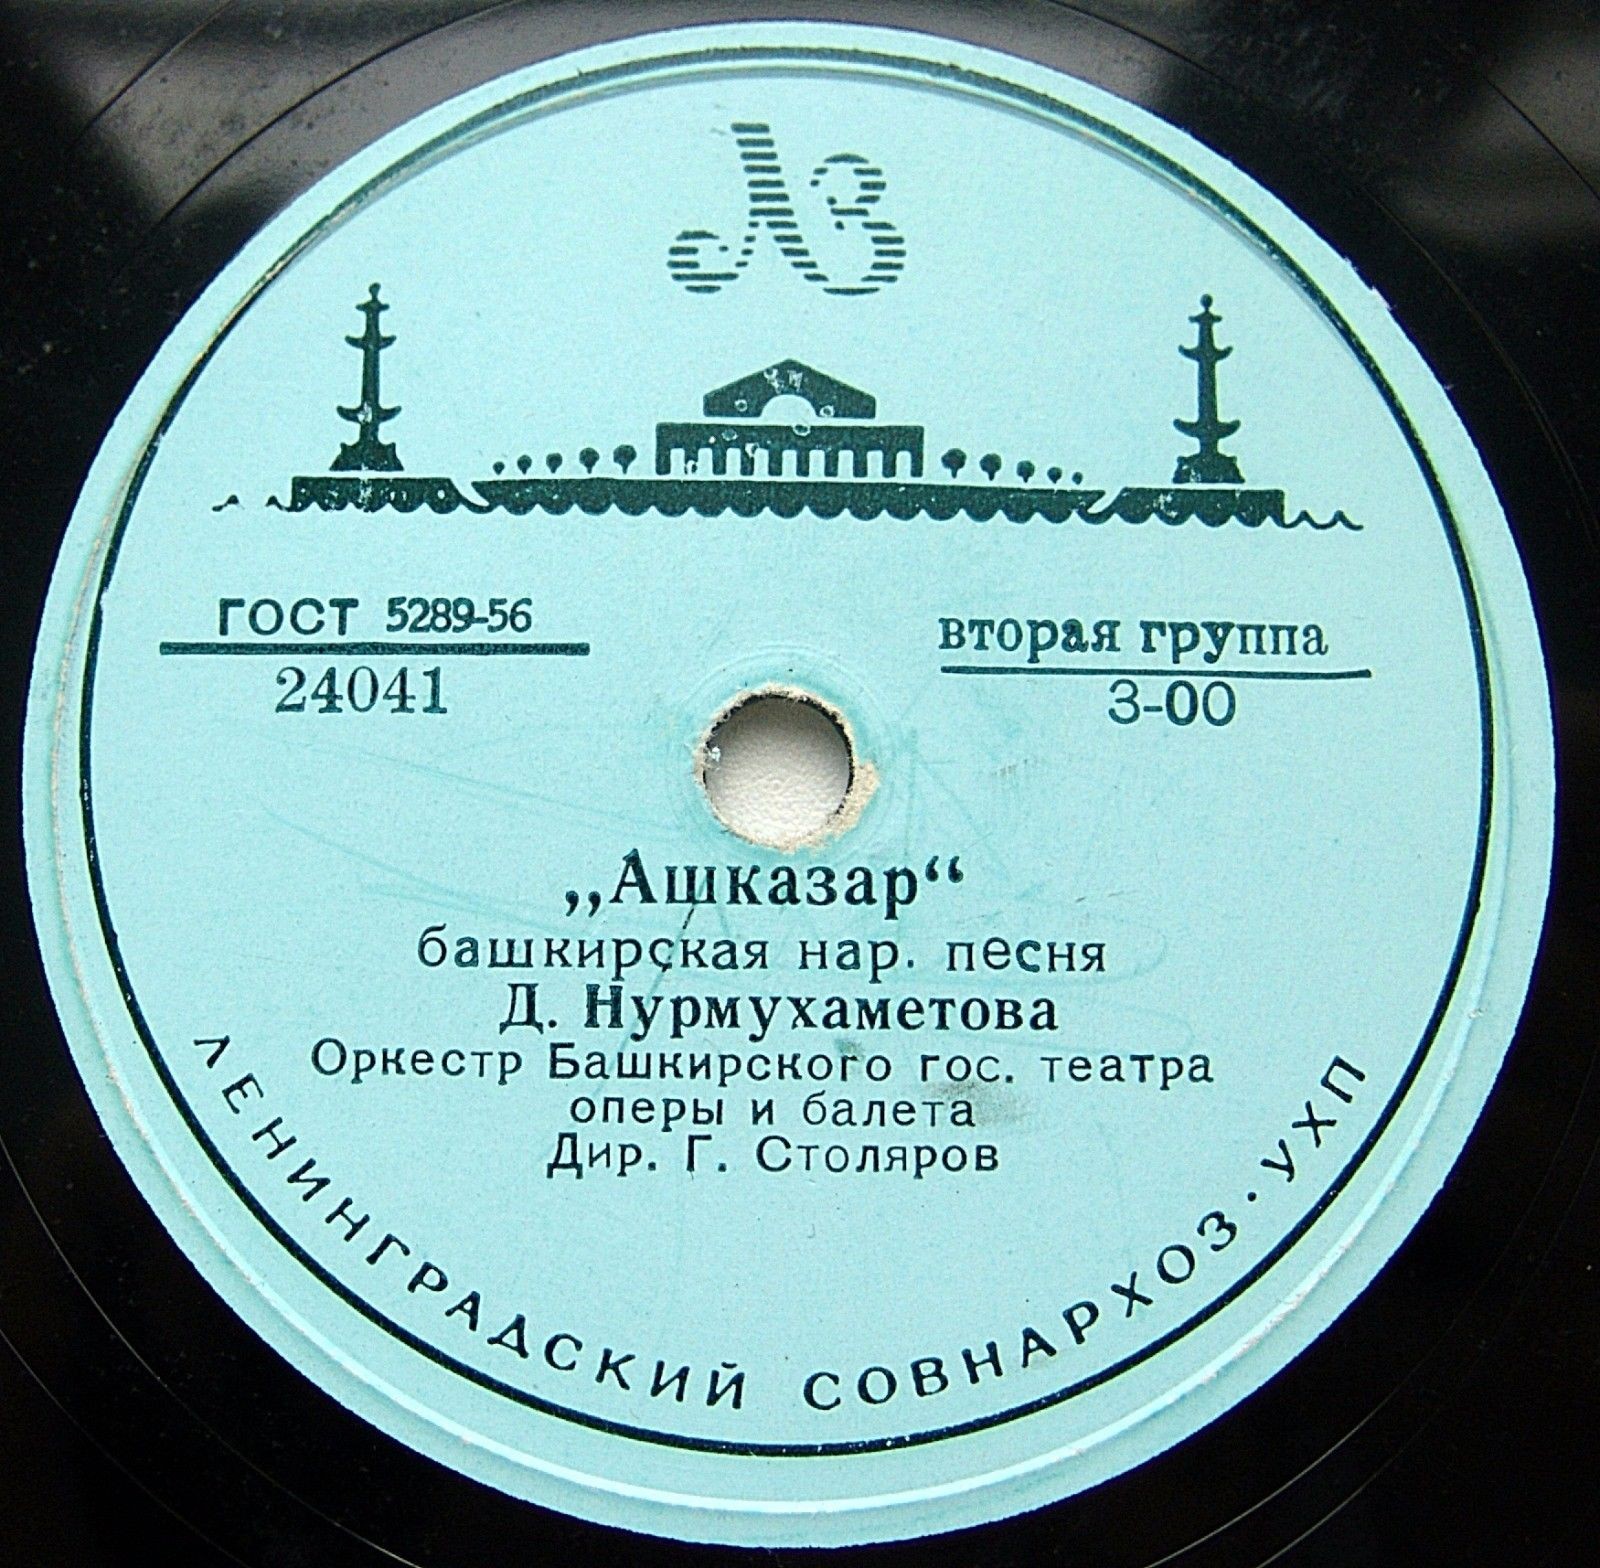 ЛЗ
ГОСТ 5289-56
24041
вторая группа
3-00
„Ашказар“
башкирская нар. песня
Д. Нурмухаметова
Оркестр Башкирского гос. театра
оперы и балета
Дир. Г. Столяров
ЛЕНИНГРАДСКИЙ СОВНАРХОЗ·УХП